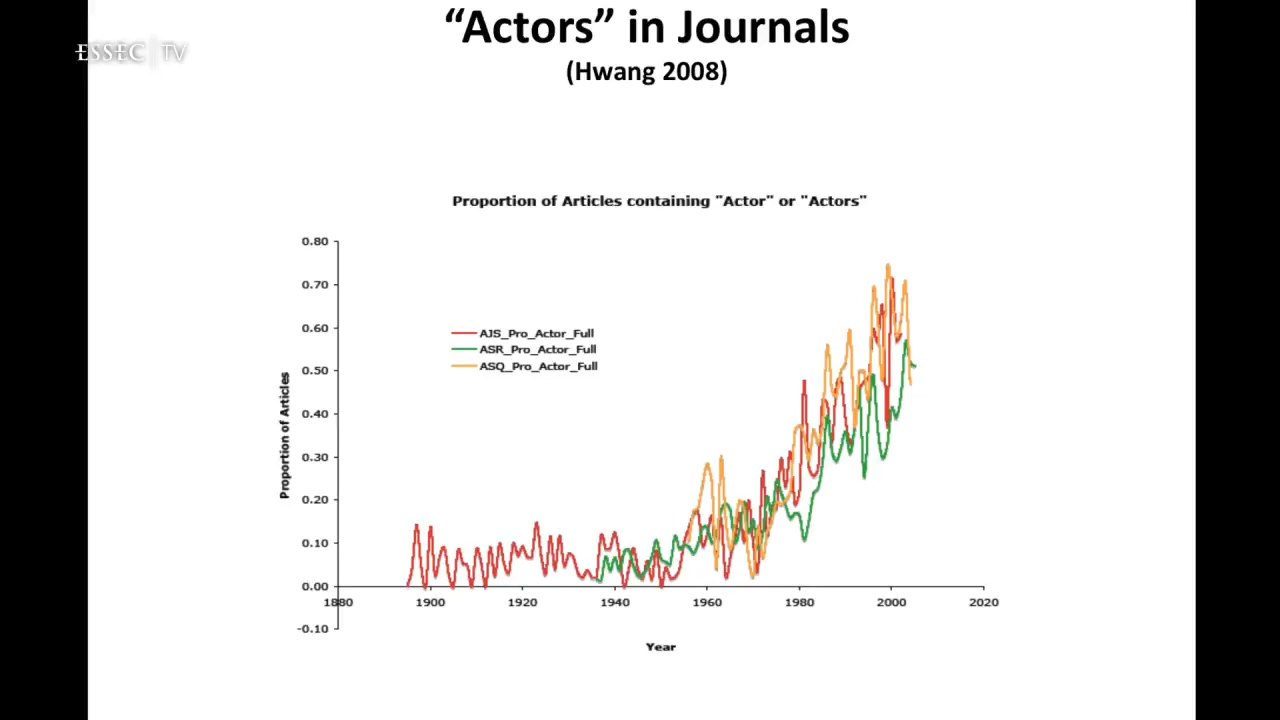 “Actors” in Journals
ESSEC TV
(Hwang 2008)
Proportion of Articles containing "Actor" or "Actors"
0.80
0.70
0.60
0.50
0.40
0.30
0.20
0.10
0.00
-0.10
Proportion of Articles
AJS_Pro_Actor_Full
ASR_Pro_Actor_Full
ASQ_Pro_Actor_Full
1880 1900 1920 1940 1960 1980 2000 2020
Year